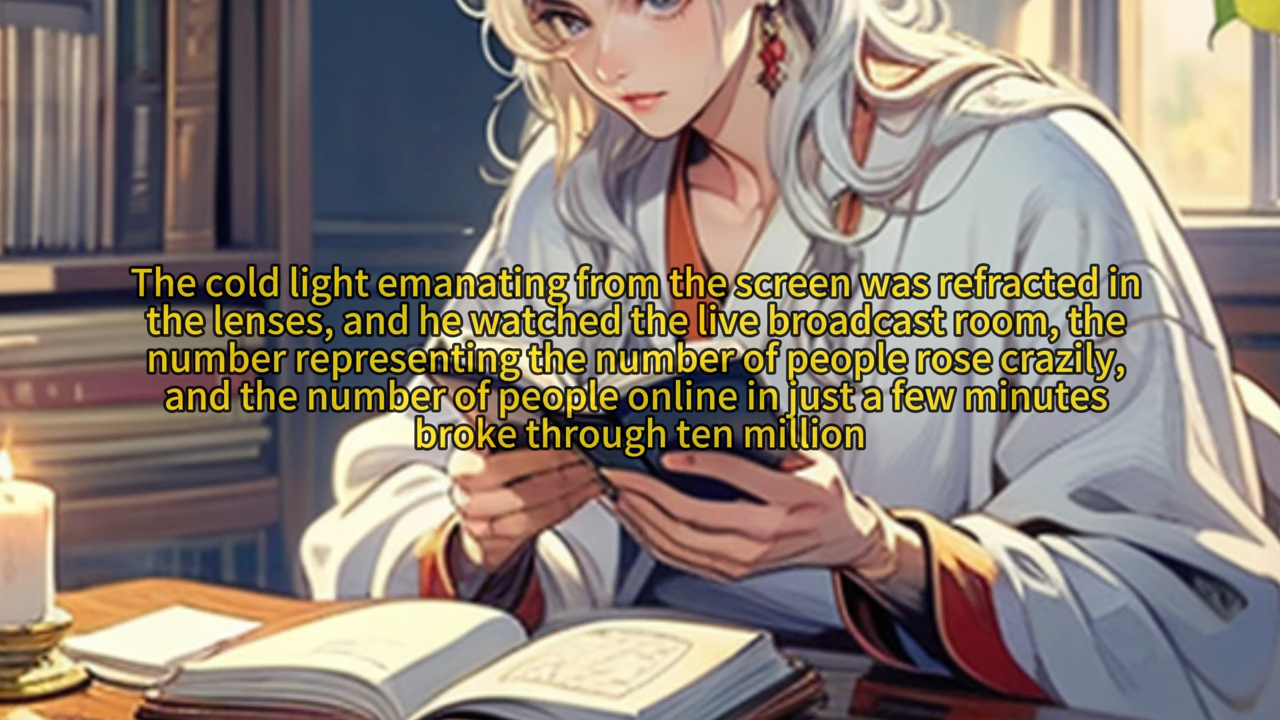 The cold light emanating from the screen was refracted in
the lenses, and he watched the live broadcast room, the
number representing the number of people rose crazily,
and the number of people online in just a few minutes
broke through ten million